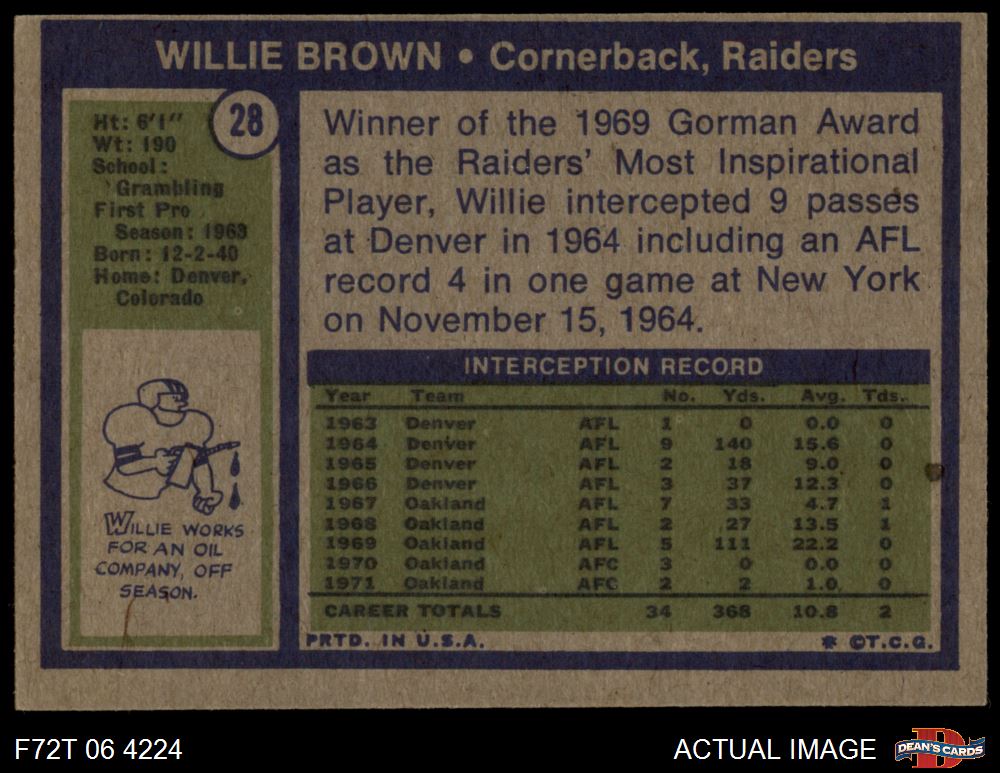 WILLIE BROWN • Cornerback, Raiders
28
Ht: 6'1"
Wt: 190
School:
Grambling
First Pro
Season: 1963
Born: 12-2-40
Home: Denver,
Colorado
WILLIE WORKS
FOR AN OIL
COMPANY, OFF
SEASON.
Winner of the 1969 Gorman Award
as the Raiders' Most Inspirational
Player, Willie intercepted 9 passes
at Denver in 1964 including an AFL
record 4 in one game at New York
on November 15, 1964.
INTERCEPTION RECORD
Year Team No. Yds. Avg. Tds.
1963 Denver AFL 1 0 0.0 0
1964 Denver AFL 9 140 15.6 0
1965 Denver AFL 2 18 9.0 0
1966 Denver AFL 3 37 12.3 0
1967 Oakland AFL 7 33 4.7 1
1968 Oakland AFL 2 27 13.5 1
1969 Oakland AFL 5 111 22.2 0
1970 Oakland AFC 3 0 0.0 0
1971 Oakland AFC 2 2 1.0 0
CAREER TOTALS 34 368 10.8 2
PRTD. IN U.S.A. * ©T.C.G.
F72T 06 4224 ACTUAL IMAGE
D
DEAN'S CARDS